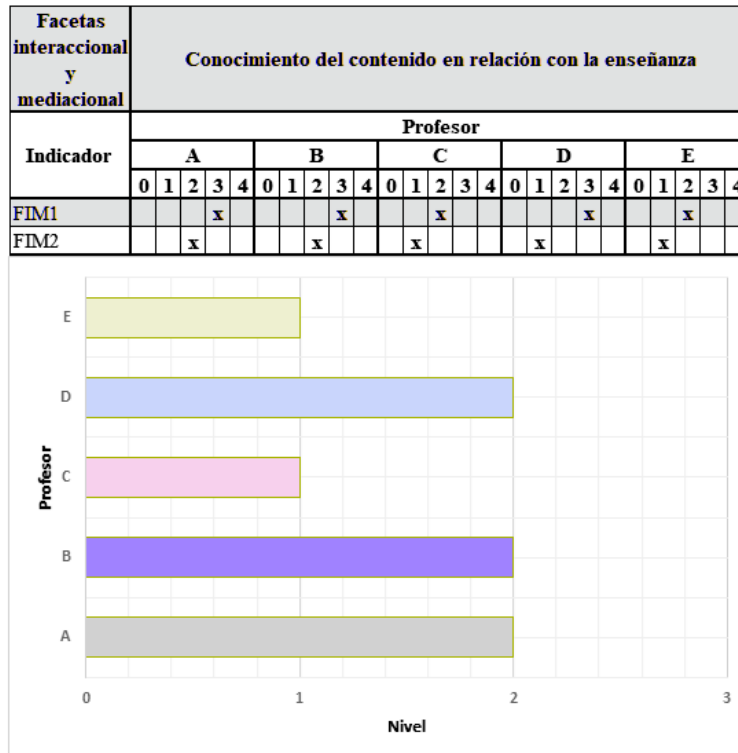 Facetas
interaccional
y
mediacional
Conocimiento del contenido en relación con la enseñanza
Indicador
Profesor
A B C D E
0 1 2 3 4 0 1 2 3 4 0 1 2 3 4 0 1 2 3 4 0 1 2 3 4
FIM1 x x x x x
FIM2 x x x x x
Profesor
E
D
C
B
A
0 1 2 3
Nivel